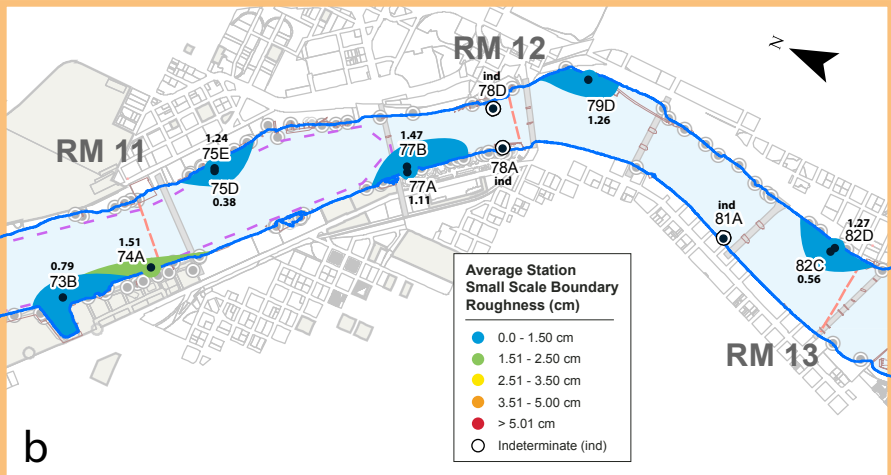 RM 12
N
ind
78D
79D
1.26
RM 11
1.24
75E
75D
0.38
1.47
77B
77A
1.11
78A
ind
1.51
74A
0.79
73B
ind
81A
1.27
82D
82C
0.56
RM 13
Average Station
Small Scale Boundary
Roughness (cm)
0.0 - 1.50 cm
1.51 - 2.50 cm
2.51 - 3.50 cm
3.51 - 5.00 cm
> 5.01 cm
Indeterminate (ind)
b